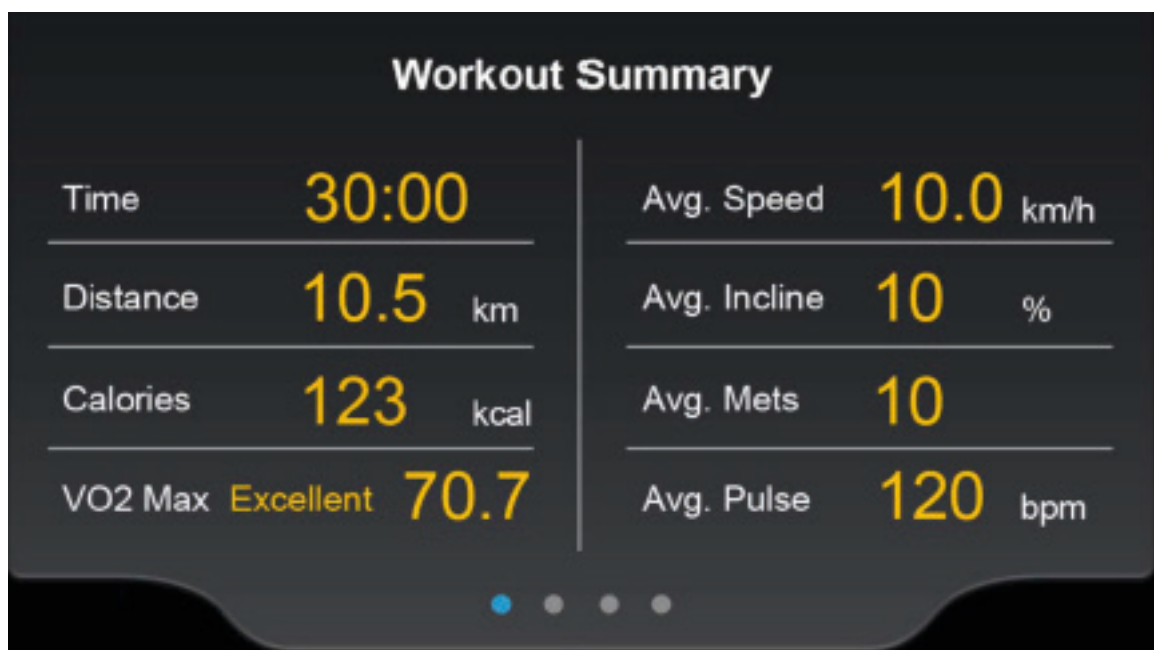 Workout Summary
Time 30:00
Distance 10.5 km
Calories 123 kcal
VO2 Max Excellent 70.7
Avg. Speed 10.0 km/h
Avg. Incline 10 %
Avg. Mets 10
Avg. Pulse 120 bpm